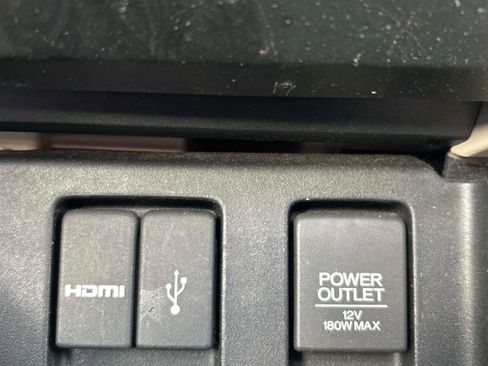 HDMI
POWER
OUTLET
12V
180W MAX